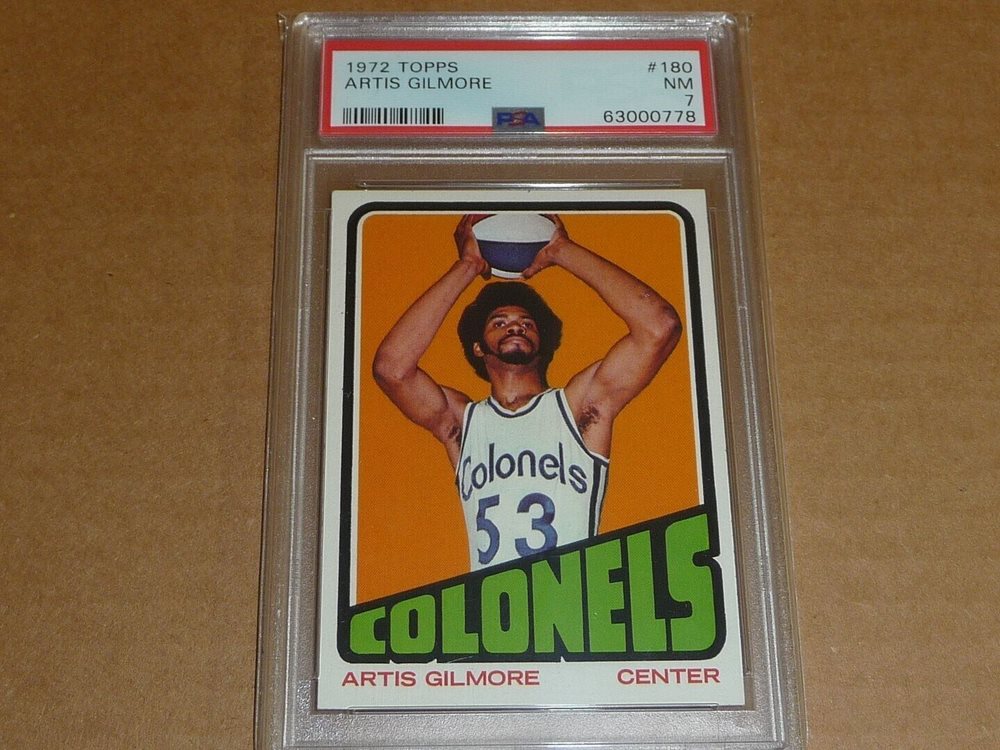 1972 TOPPS #180
ARTIS GILMORE NM
7
PSA 63000778
Colonels
53
COLONELS
ARTIS GILMORE CENTER